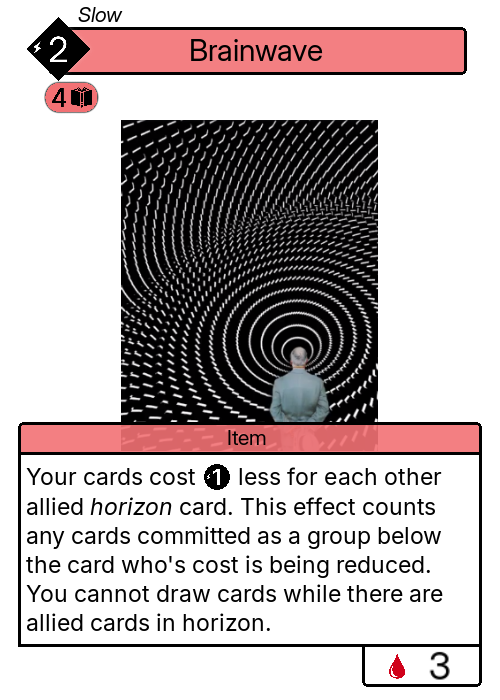 Slow
2
Brainwave
4
Item
Your cards cost 1 less for each other
allied horizon card. This effect counts
any cards committed as a group below
the card who's cost is being reduced.
You cannot draw cards while there are
allied cards in horizon.
3